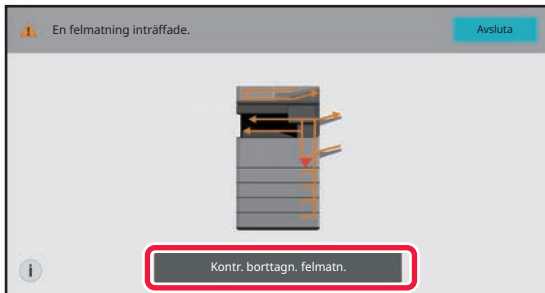 En felmatning inträffade.
Avsluta
Kontr. borttagn. felmatn.
i